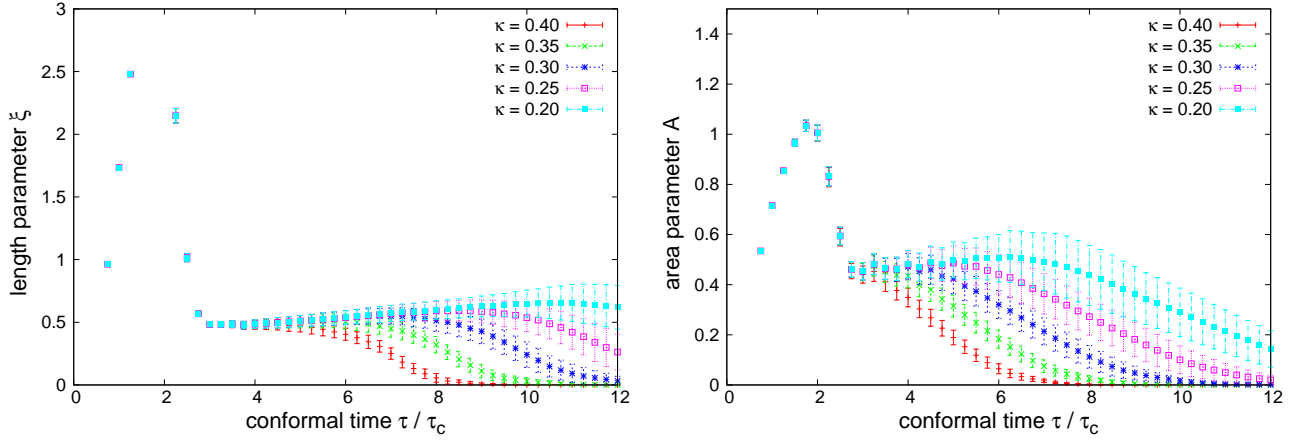 length parameter ξ
3
2.5
2
1.5
1
0.5
0
0 2 4 6 8 10 12
conformal time τ / τc
κ = 0.40
κ = 0.35
κ = 0.30
κ = 0.25
κ = 0.20
area parameter A
1.4
1.2
1
0.8
0.6
0.4
0.2
0
0 2 4 6 8 10 12
conformal time τ / τc
κ = 0.40
κ = 0.35
κ = 0.30
κ = 0.25
κ = 0.20